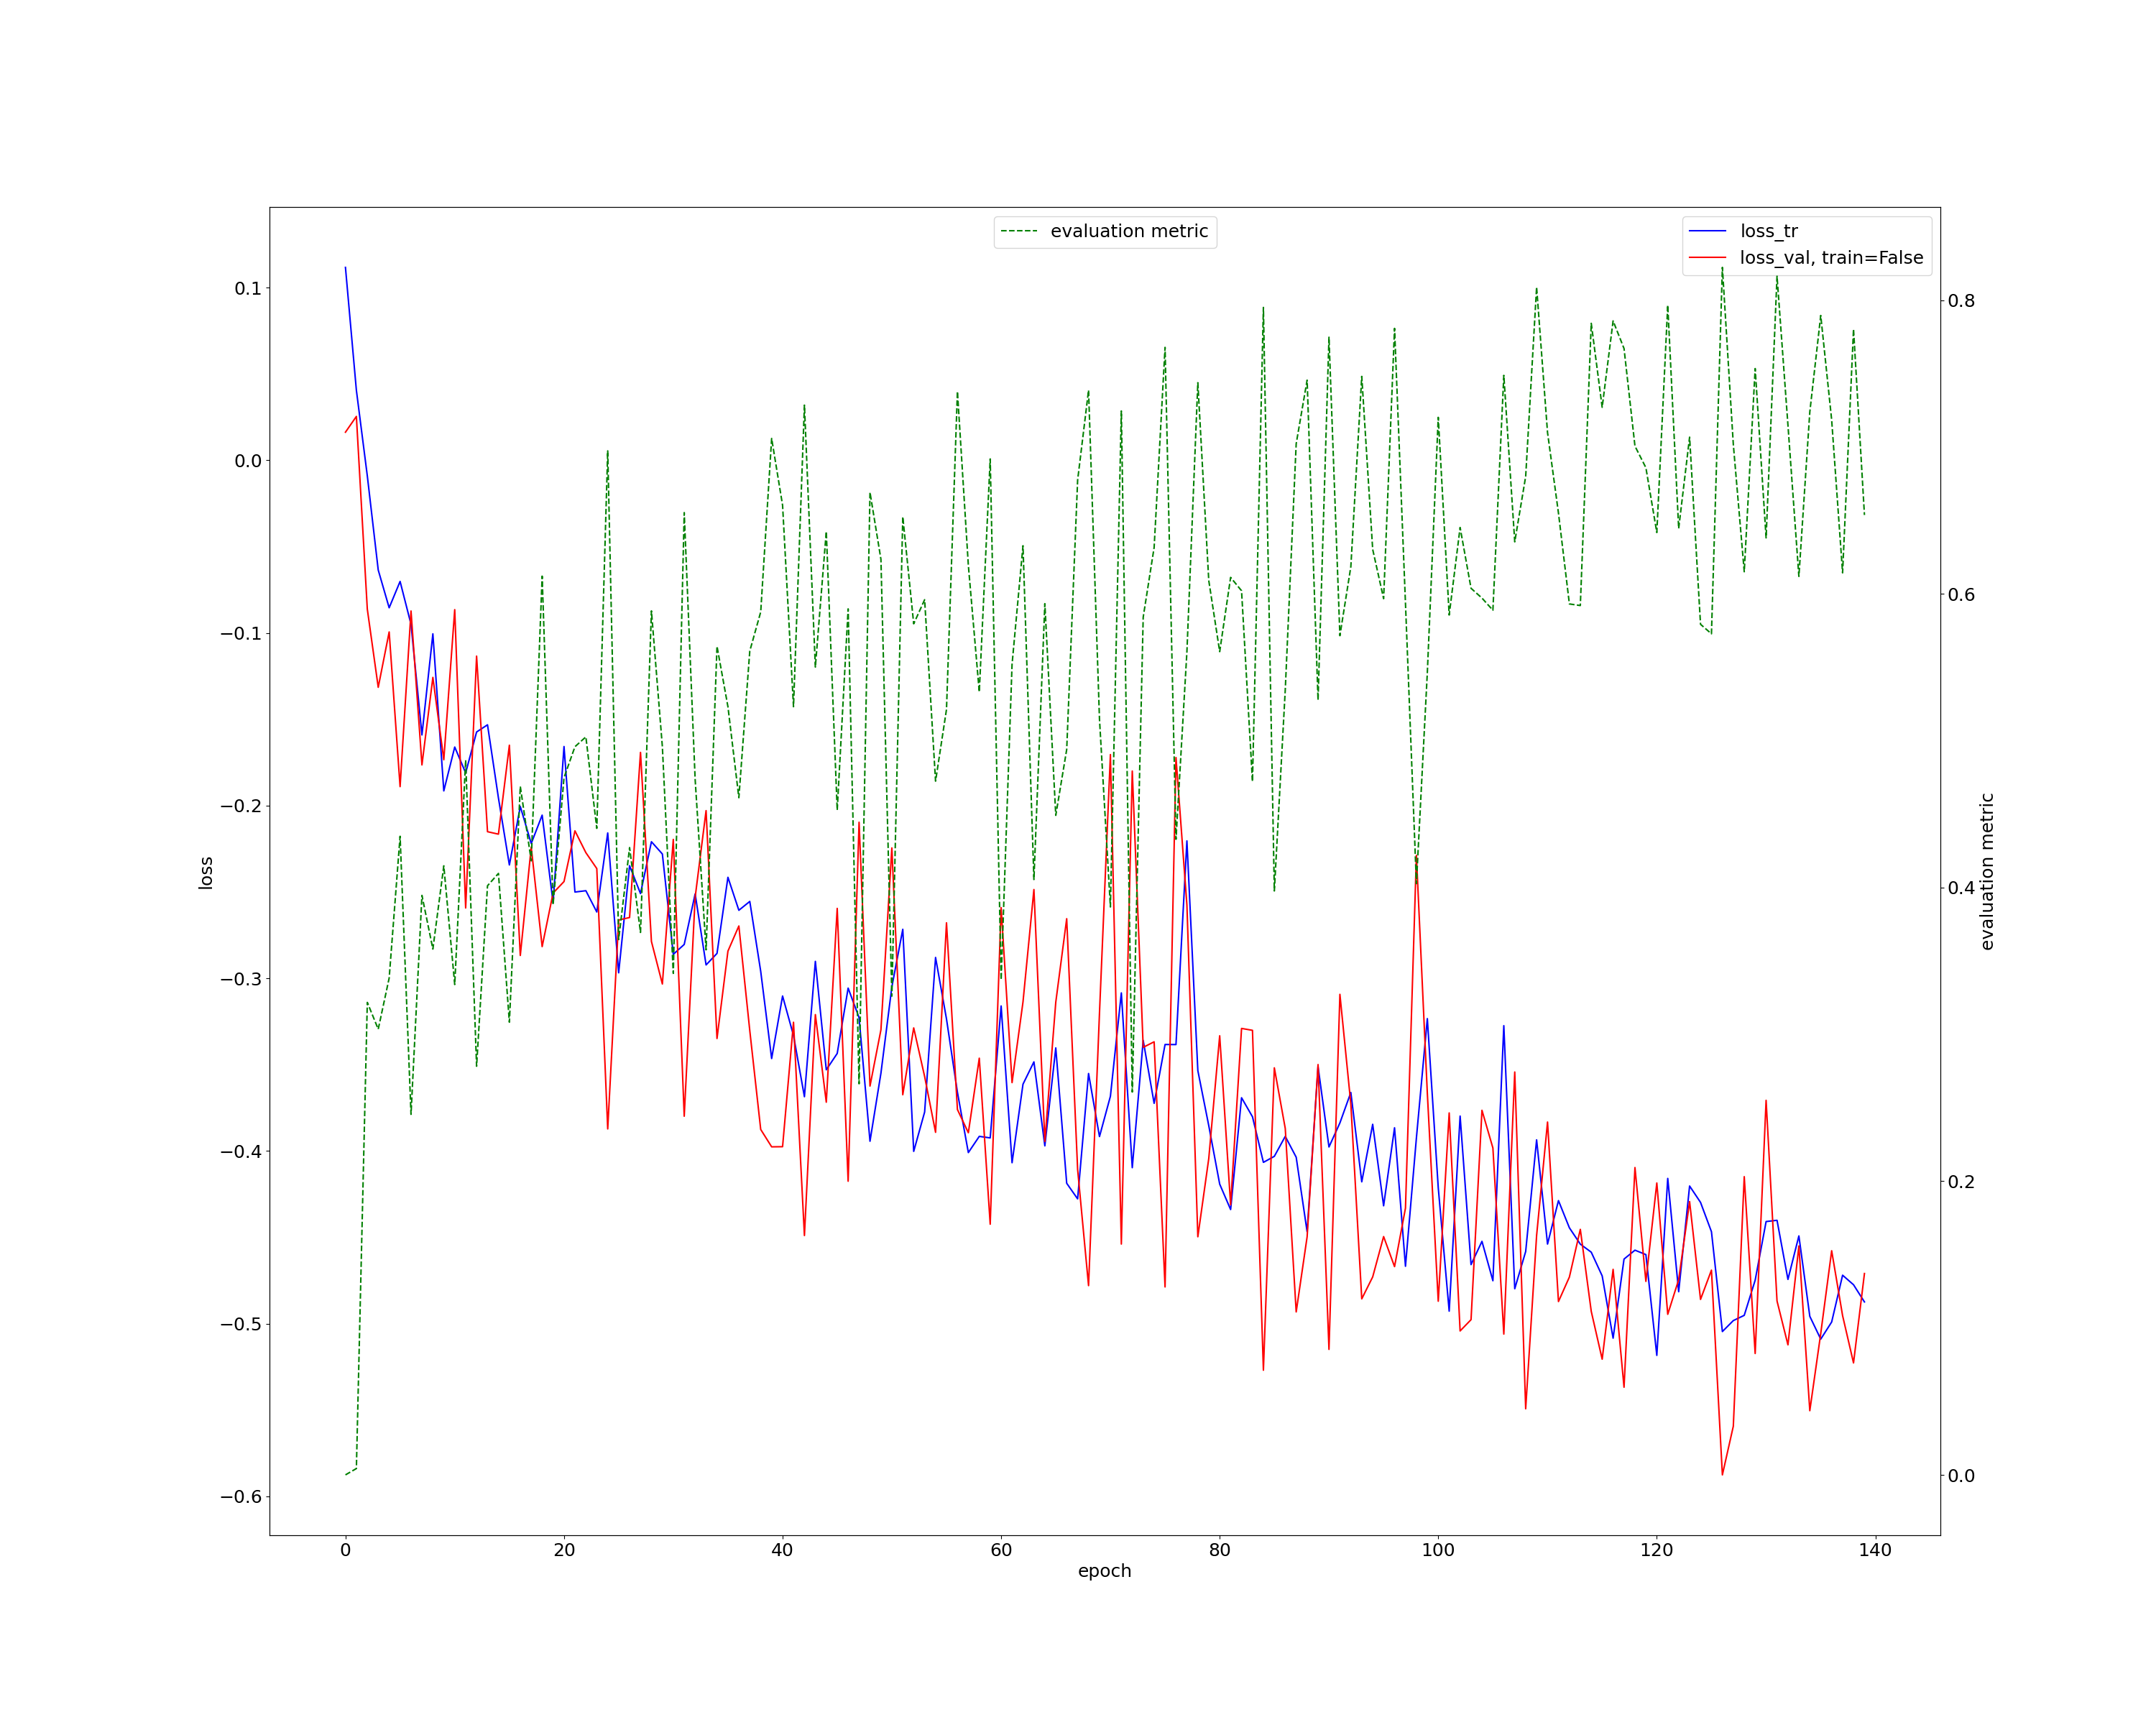 evaluation metric
loss_tr
loss_val, train=False
0.1
0.0
−0.1
−0.2
−0.3
−0.4
−0.5
−0.6
loss
0.8
0.6
0.4
0.2
0.0
evaluation metric
0 20 40 60 80 100 120 140
epoch